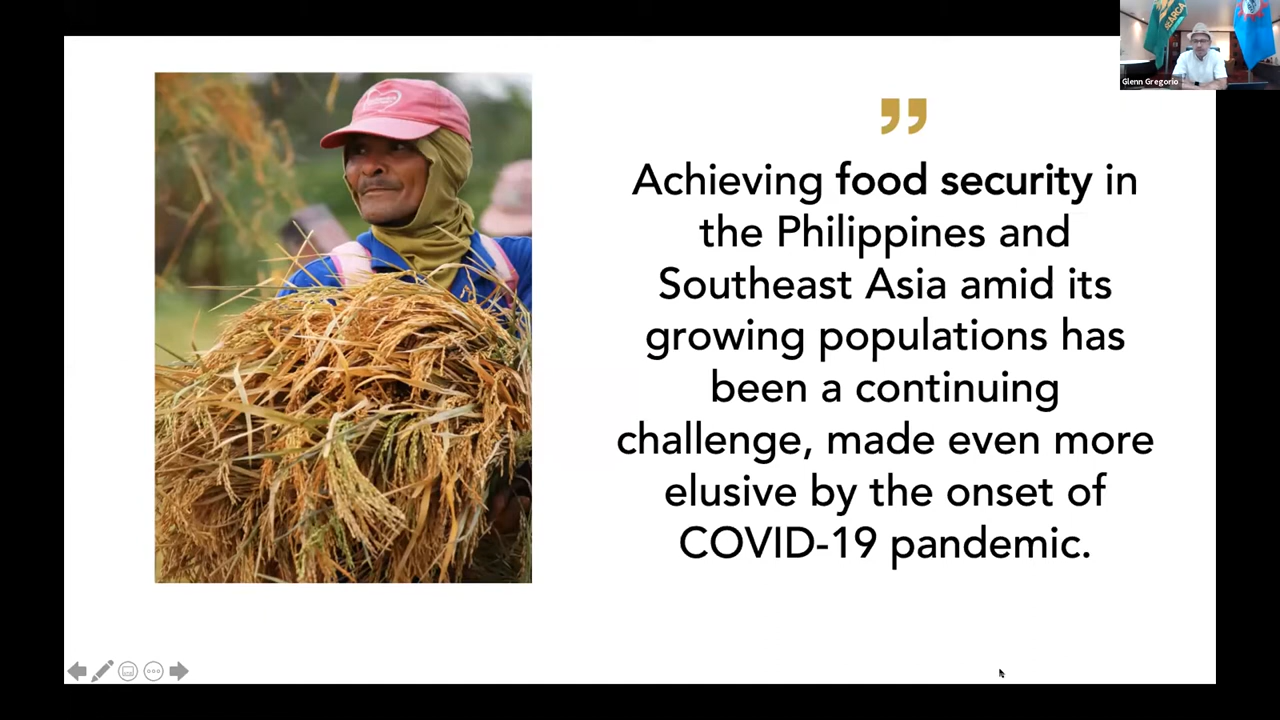 SEARCA
Glenn Gregorio
”
Achieving food security in
the Philippines and
Southeast Asia amid its
growing populations has
been a continuing
challenge, made even more
elusive by the onset of
COVID-19 pandemic.